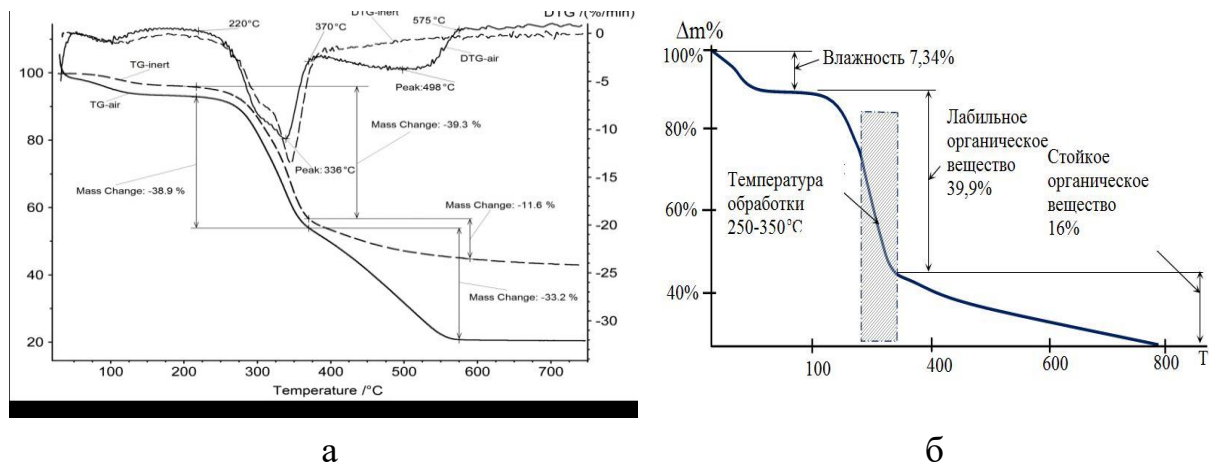 DTG-inert
DTG /(%/min)
220°C
370°C
575°C
0
TG-inert
DTG-air
100
TG-air
Peak:498°C
-5
90
Mass Change: -39.3 %
80
-10
Peak:336°C
-15
Mass Change: -38.9 %
Mass Change: -11.6 %
60
-20
40
-25
Mass Change: -33.2 %
-30
20
100
200
300
400
500
600
700
Temperature /°C
а
Δm%
100%
Влажность 7,34%
80%
Лабильное
органическое
вещество
39,9%
Стойкое
органическое
вещество
16%
Температура
обработки
250-350°C
60%
40%
100
400
600
800
T
б